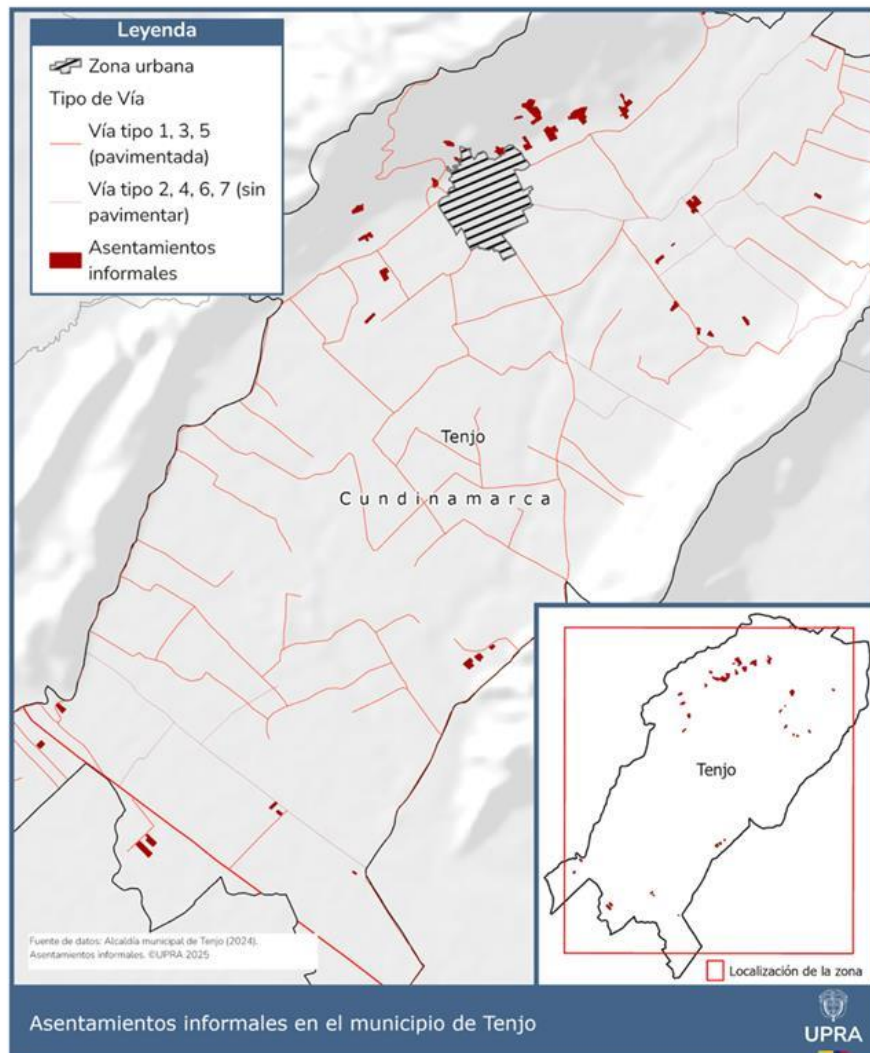 Leyenda
Zona urbana
Tipo de Vía
Vía tipo 1, 3, 5
(pavimentada)
Vía tipo 2, 4, 6, 7 (sin
pavimentar)
Asentamientos
informales
Tenjo
Cundinamarca
Tenjo
Localización de la zona
Fuente de datos: Alcaldía municipal de Tenjo (2024).
Asentamientos informales. ©UPRA 2025
Asentamientos informales en el municipio de Tenjo
UPRA